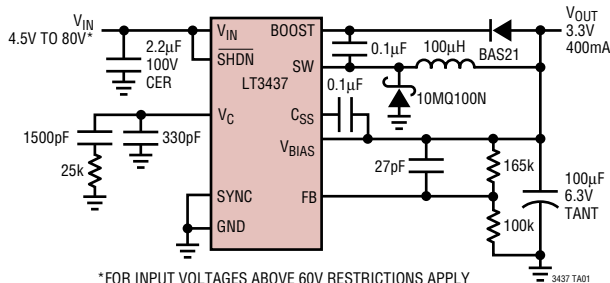 VIN
4.5V TO 80V*
2.2µF
100V
CER
VIN
SHDN
LT3437
VC
1500pF
330pF
25k
SYNC
GND
BOOST
SW
CSS
VBIAS
FB
0.1µF
100µH
BAS21
VOUT
3.3V
400mA
0.1µF
10MQ100N
27pF
165k
100k
100µF
6.3V
TANT
*FOR INPUT VOLTAGES ABOVE 60V RESTRICTIONS APPLY
3437 TA01